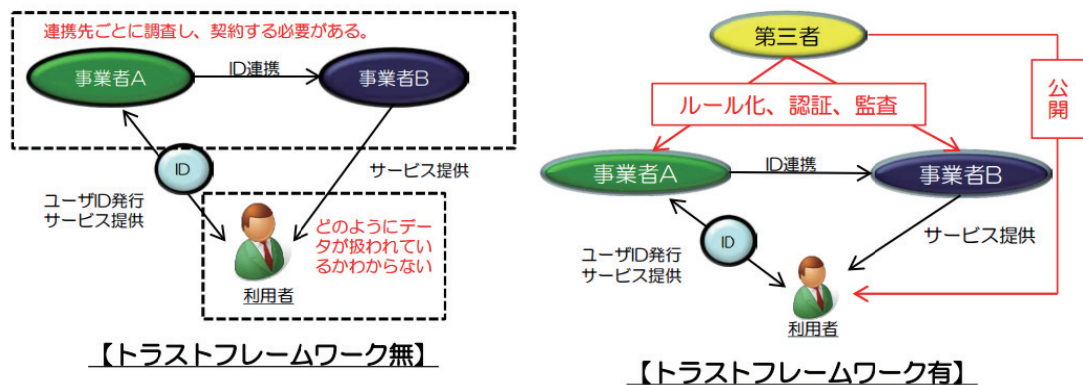 連携先ごとに調査し、契約する必要がある。
事業者A
ID連携
事業者B
ID
ユーザID発行
サービス提供
サービス提供
どのようにデー
タが扱われてい
るかわからない
利用者
【トラストフレームワーク無】
第三者
公
開
ルール化、認証、監査
事業者A
ID連携
事業者B
ID
ユーザID発行
サービス提供
サービス提供
利用者
【トラストフレームワーク有】